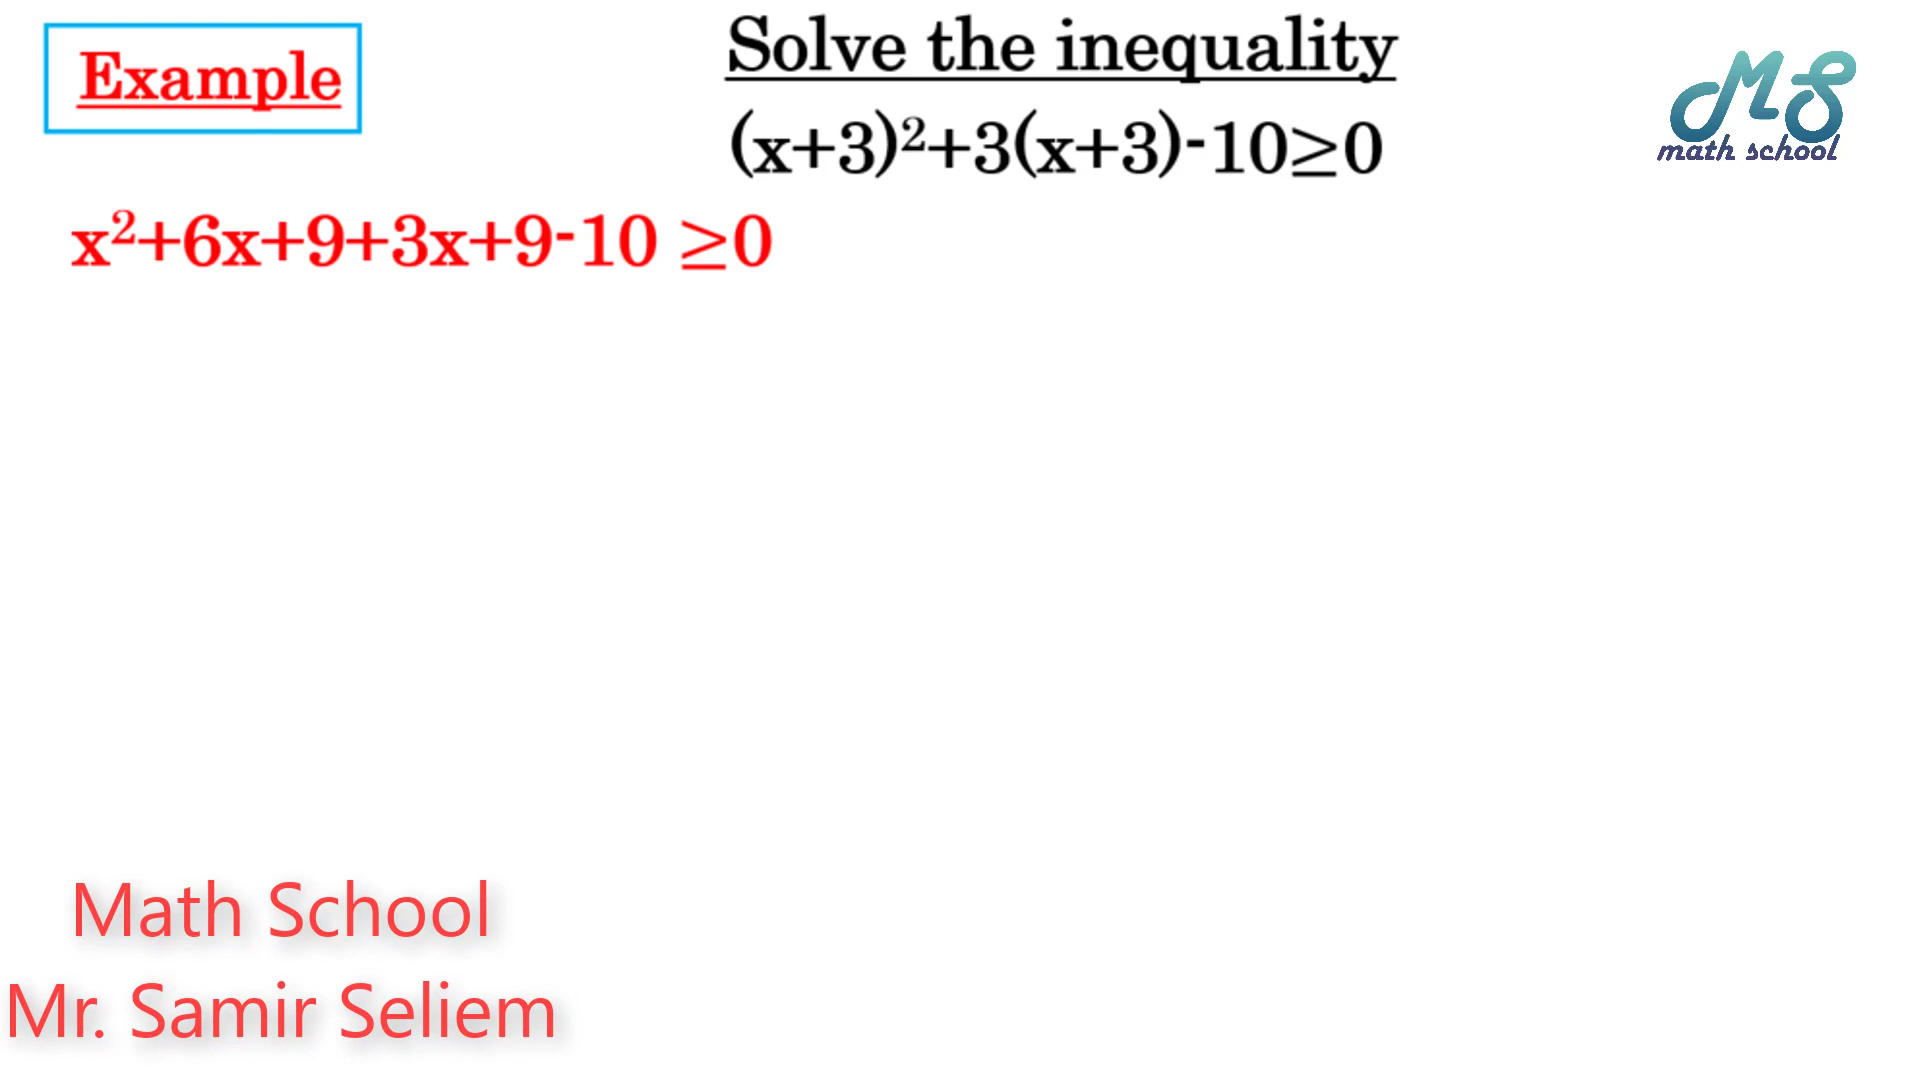 Example
Solve the inequality
(x+3)²+3(x+3)-10≥0
MS
math school
x²+6x+9+3x+9-10 ≥0
Math School
Mr. Samir Seliem